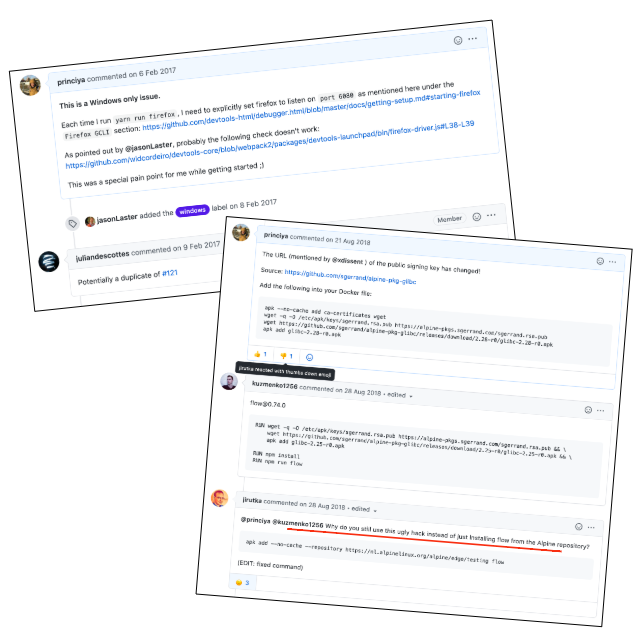 princiya commented on 6 Feb 2017
This is a Windows only issue.
Each time I run yarn run firefox, I need to explicitly set firefox to listen on port 6080 as mentioned here under the
Firefox GCLI section: https://github.com/devtools-html/debugger.html/blob/master/docs/getting-setup.md#starting-firefox
As pointed out by @jasonLaster, probably the following check doesn't work:
https://github.com/wldcordeiro/devtools-core/blob/webpack2/packages/devtools-launchpad/bin/firefox-driver.js#L38-L39
This was a special pain point for me while getting started ;)
jasonLaster added the windows label on 8 Feb 2017
juliandescottes commented on 9 Feb 2017
Member
Potentially a duplicate of #121
princiya commented on 21 Aug 2018
The URL (mentioned by @xdissent ) of the public signing key has changed!
Source: https://github.com/sgerrand/alpine-pkg-glibc
Add the following into your Docker file:
apk --no-cache add ca-certificates wget
wget -q -O /etc/apk/keys/sgerrand.rsa.pub https://alpine-pkgs.sgerrand.com/sgerrand.rsa.pub
wget https://github.com/sgerrand/alpine-pkg-glibc/releases/download/2.28-r0/glibc-2.28-r0.apk
apk add glibc-2.28-r0.apk
👍 1 👎 1
jirutka reacted with thumbs down emoji
kuzmenko1256 commented on 28 Aug 2018 • edited
flow@0.74.0
RUN wget -q -O /etc/apk/keys/sgerrand.rsa.pub https://alpine-pkgs.sgerrand.com/sgerrand.rsa.pub && \
wget https://github.com/sgerrand/alpine-pkg-glibc/releases/download/2.25-r0/glibc-2.25-r0.apk && \
apk add glibc-2.25-r0.apk
RUN npm install
RUN npm run flow
jirutka commented on 28 Aug 2018 • edited
@princiya @kuzmenko1256 Why do you still use this ugly hack instead of just installing flow from the Alpine repository?
apk add --no-cache --repository https://nl.alpinelinux.org/alpine/edge/testing flow
(EDIT: fixed command)
3